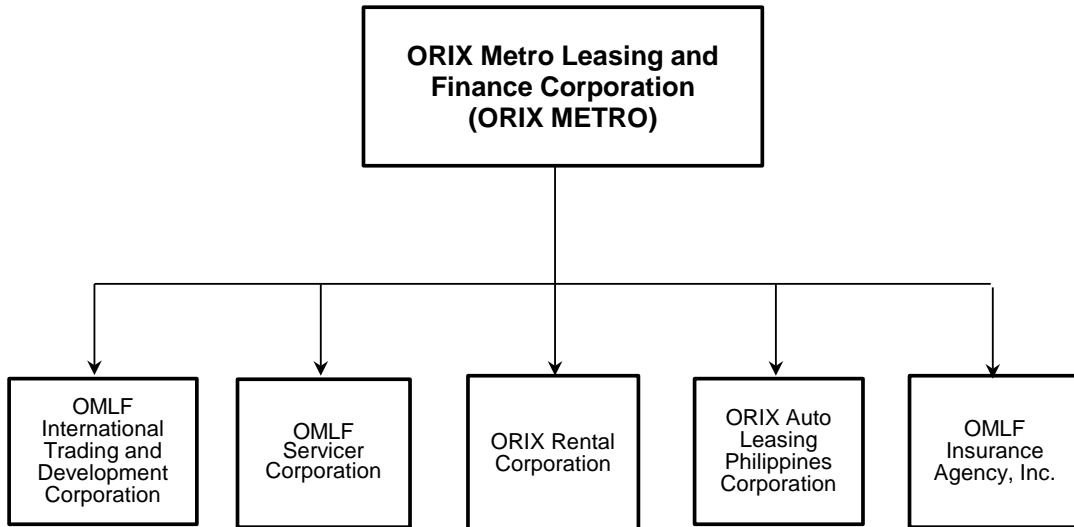 ORIX Metro Leasing and
Finance Corporation
(ORIX METRO)
OMLF
International
Trading and
Development
Corporation
OMLF
Servicer
Corporation
ORIX Rental
Corporation
ORIX Auto
Leasing
Philippines
Corporation
OMLF
Insurance
Agency, Inc.